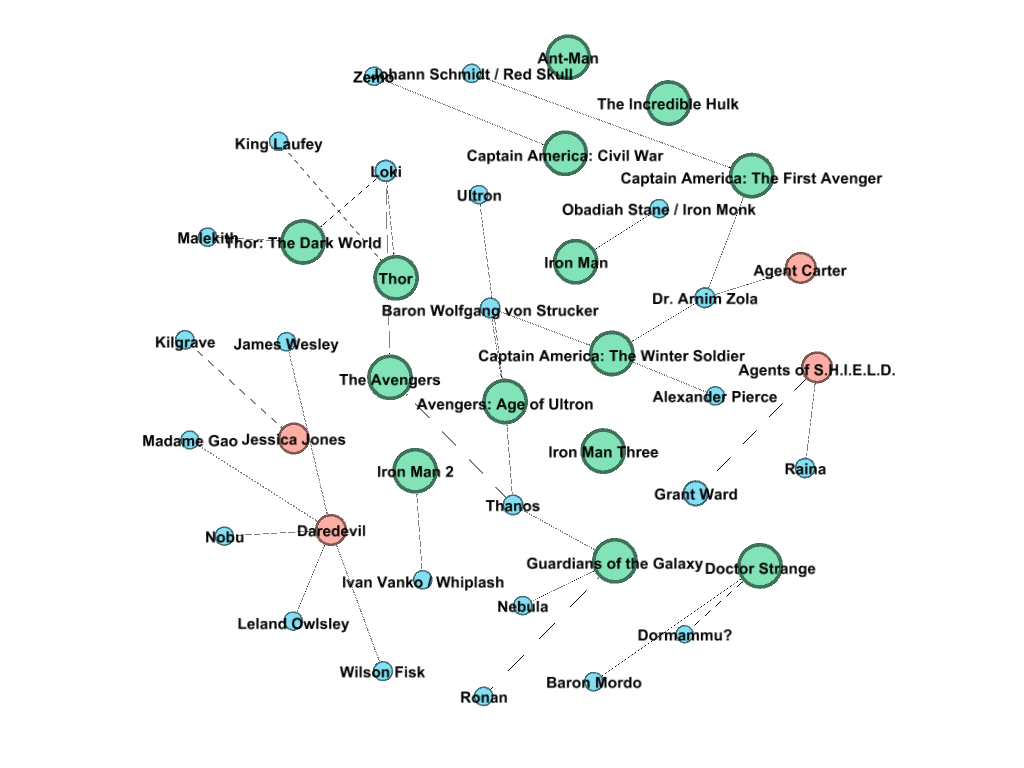 Ant-Man
Zemo
Johann Schmidt / Red Skull
The Incredible Hulk
King Laufey
Captain America: Civil War
Loki
Captain America: The First Avenger
Ultron
Obadiah Stane / Iron Monk
Malekith
Thor: The Dark World
Iron Man
Agent Carter
Thor
Dr. Arnim Zola
Baron Wolfgang von Strucker
Kilgrave
James Wesley
Captain America: The Winter Soldier
Agents of S.H.I.E.L.D.
The Avengers
Alexander Pierce
Avengers: Age of Ultron
Madame Gao
Jessica Jones
Iron Man Three
Iron Man 2
Raina
Grant Ward
Thanos
Daredevil
Nobu
Guardians of the Galaxy
Doctor Strange
Ivan Vanko / Whiplash
Nebula
Leland Owlsley
Dormammu?
Wilson Fisk
Baron Mordo
Ronan